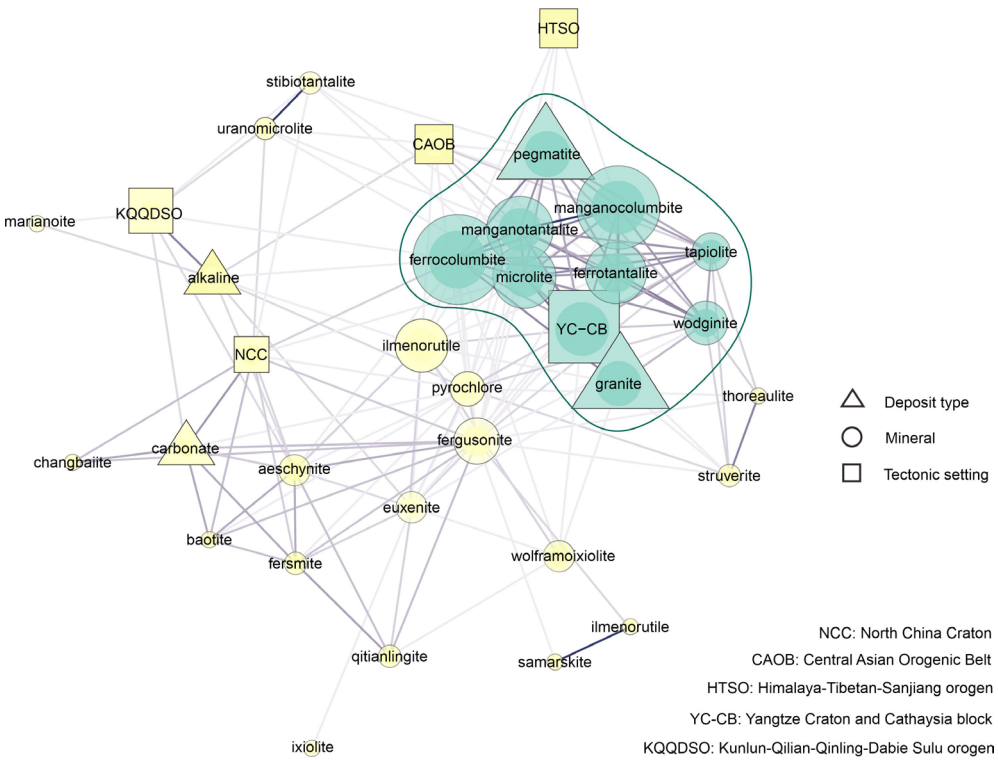 HTSO
stibiotantalite
uranomicrolite
CAOB
pegmatite
KQQDSO
marianoite
manganocolumbite
manganotantalite
tapiolite
ferrocolumbite
alkaline
microlite
ferrotantalite
YC−CB
wodginite
ilmenorutile
NCC
granite
pyrochlore
thoreaulite
Deposit type
fergusonite
Mineral
carbonate
changbaiite
aeschynite
struverite
Tectonic setting
euxenite
baotite
fersmite
wolframoixiolite
ilmenorutile
qitianlingite
samarskite
ixiolite
NCC: North China Craton
CAOB: Central Asian Orogenic Belt
HTSO: Himalaya-Tibetan-Sanjiang orogen
YC-CB: Yangtze Craton and Cathaysia block
KQQDSO: Kunlun-Qilian-Qinling-Dabie Sulu orogen